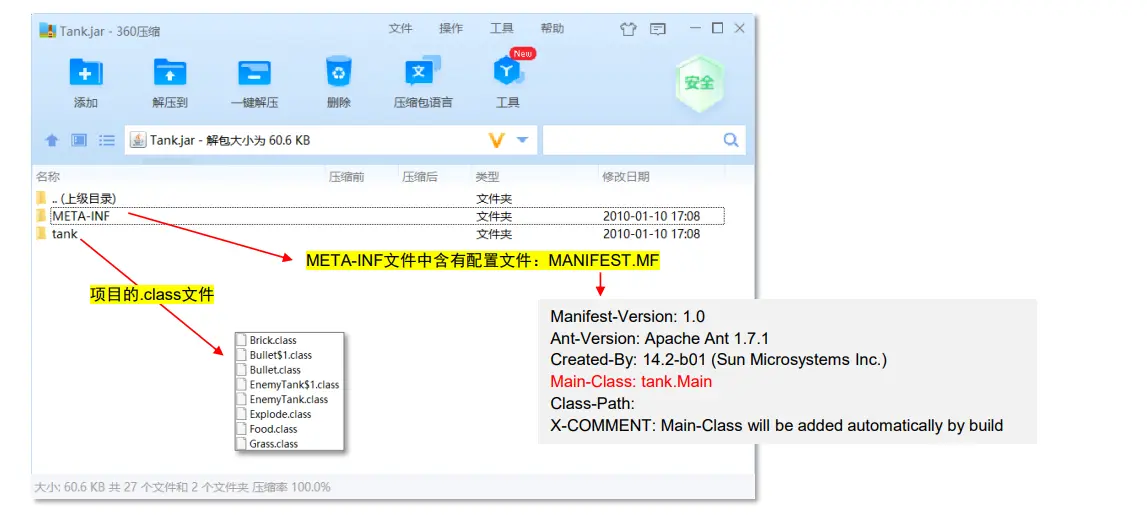 Tank.jar - 360压缩
文件 操作 工具 帮助
New
添加 解压到 一键解压 删除 压缩包语言 工具
安全
Tank.jar - 解包大小为 60.6 KB
名称 压缩前 压缩后 类型 修改日期
.. (上级目录) 文件夹
META-INF 文件夹 2010-01-10 17:08
tank 文件夹 2010-01-10 17:08
META-INF文件中含有配置文件：MANIFEST.MF
项目的.class文件
Manifest-Version: 1.0
Ant-Version: Apache Ant 1.7.1
Created-By: 14.2-b01 (Sun Microsystems Inc.)
Main-Class: tank.Main
Class-Path:
X-COMMENT: Main-Class will be added automatically by build
Brick.class
Bullet$1.class
Bullet.class
EnemyTank$1.class
EnemyTank.class
Explode.class
Food.class
Grass.class
大小: 60.6 KB 共 27 个文件和 2 个文件夹 压缩率 100.0%